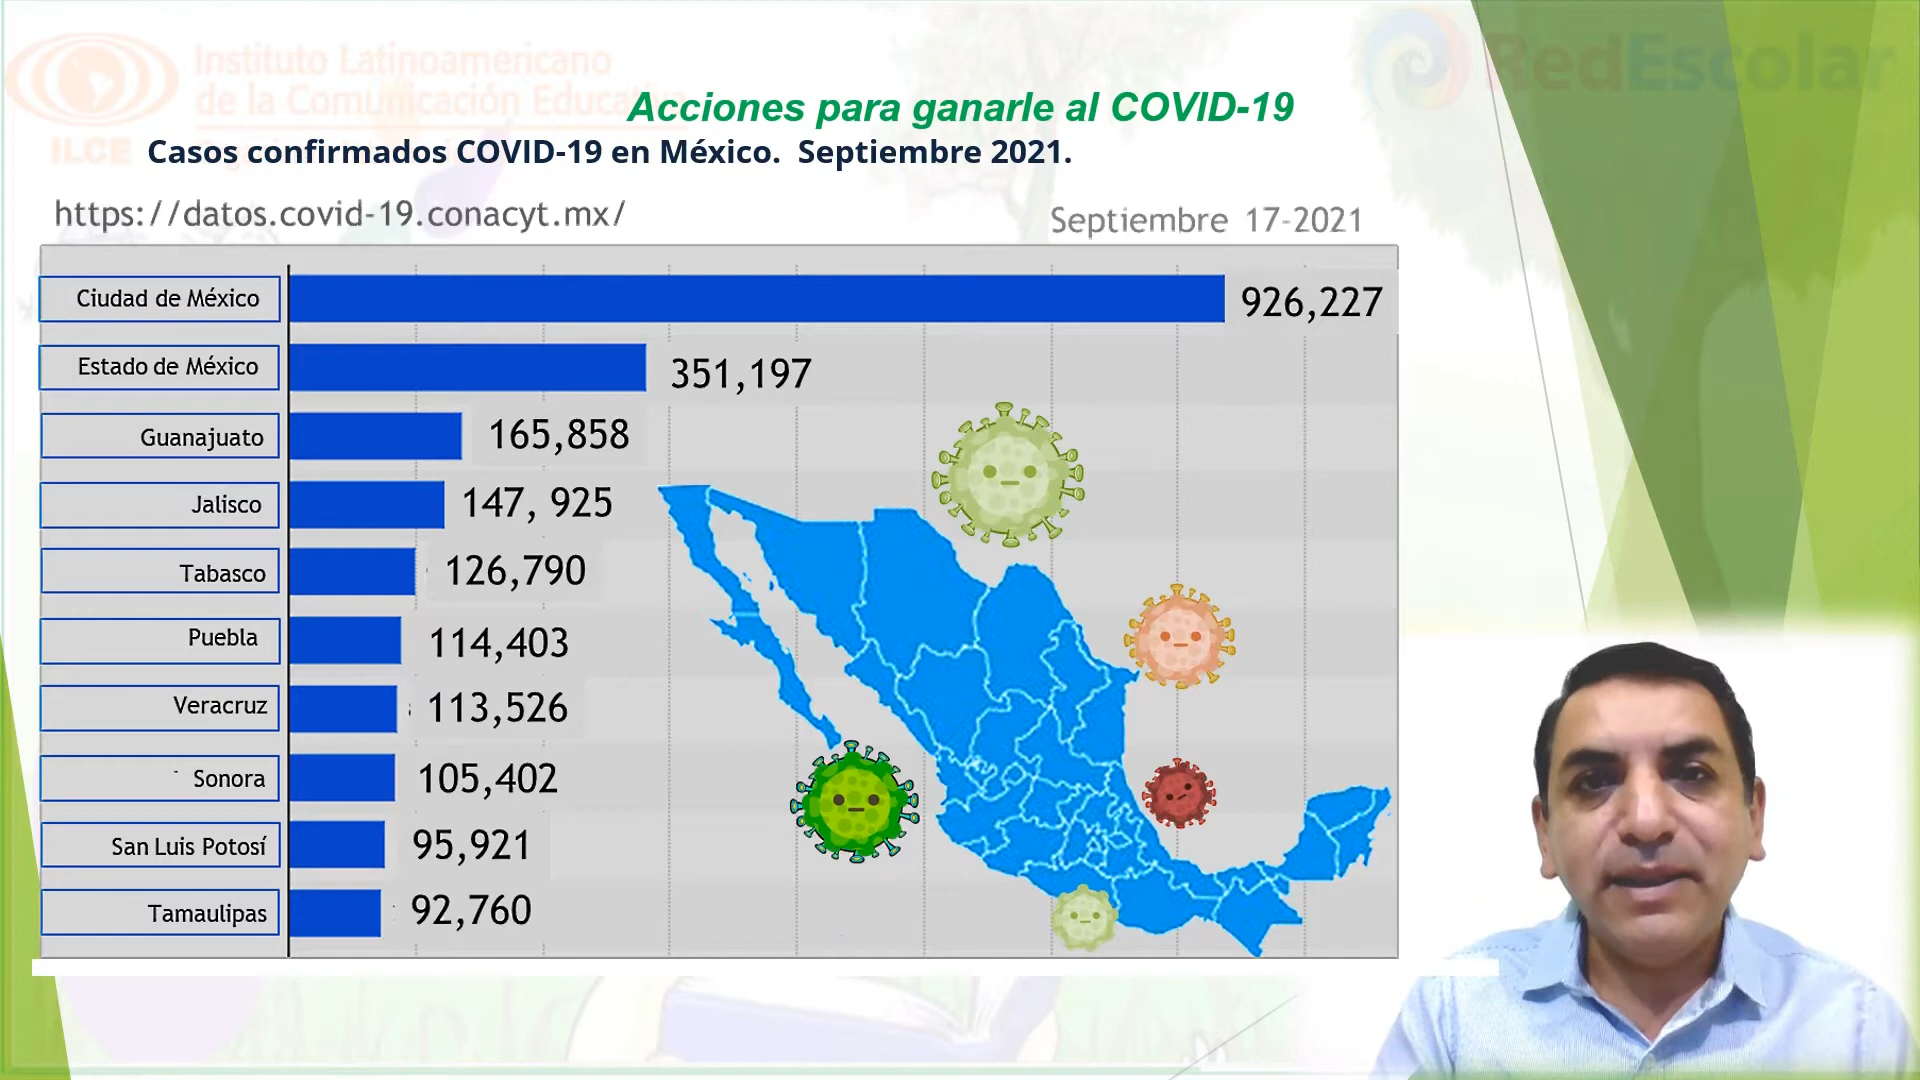 Instituto Latinoamericano
de la Comunicación Educativa
ILCE
RedEscolar
Acciones para ganarle al COVID-19
Casos confirmados COVID-19 en México.  Septiembre 2021.
https://datos.covid-19.conacyt.mx/
Septiembre 17-2021
Ciudad de México 926,227
Estado de México 351,197
Guanajuato 165,858
Jalisco 147, 925
Tabasco 126,790
Puebla 114,403
Veracruz 113,526
Sonora 105,402
San Luis Potosí 95,921
Tamaulipas 92,760